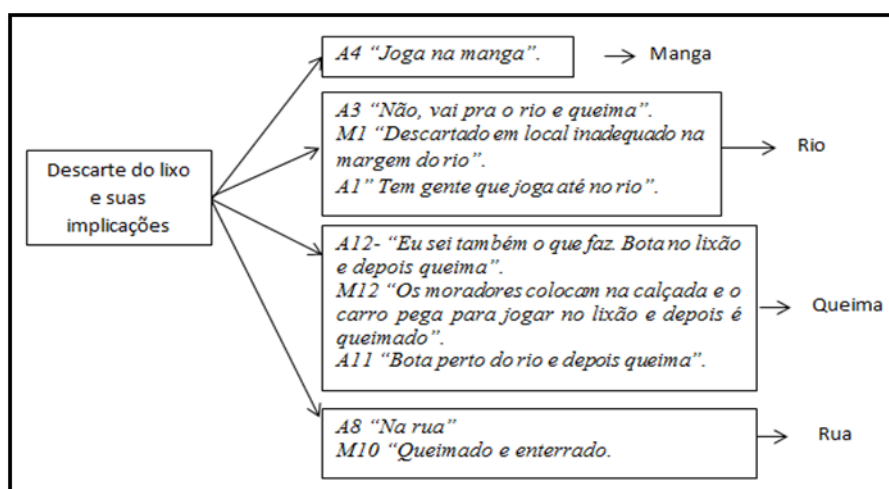 A4 “Joga na manga”.
Manga
A3 “Não, vai pra o rio e queima”.
M1 “Descartado em local inadequado na
margem do rio”.
A1” Tem gente que joga até no rio”.
Rio
Descarte do lixo
e suas
implicações
A12- “Eu sei também o que faz. Bota no lixão
e depois queima”.
M12 “Os moradores colocam na calçada e o
carro pega para jogar no lixão e depois é
queimado”.
A11 “Bota perto do rio e depois queima”.
Queima
A8 “Na rua”
M10 “Queimado e enterrado.
Rua